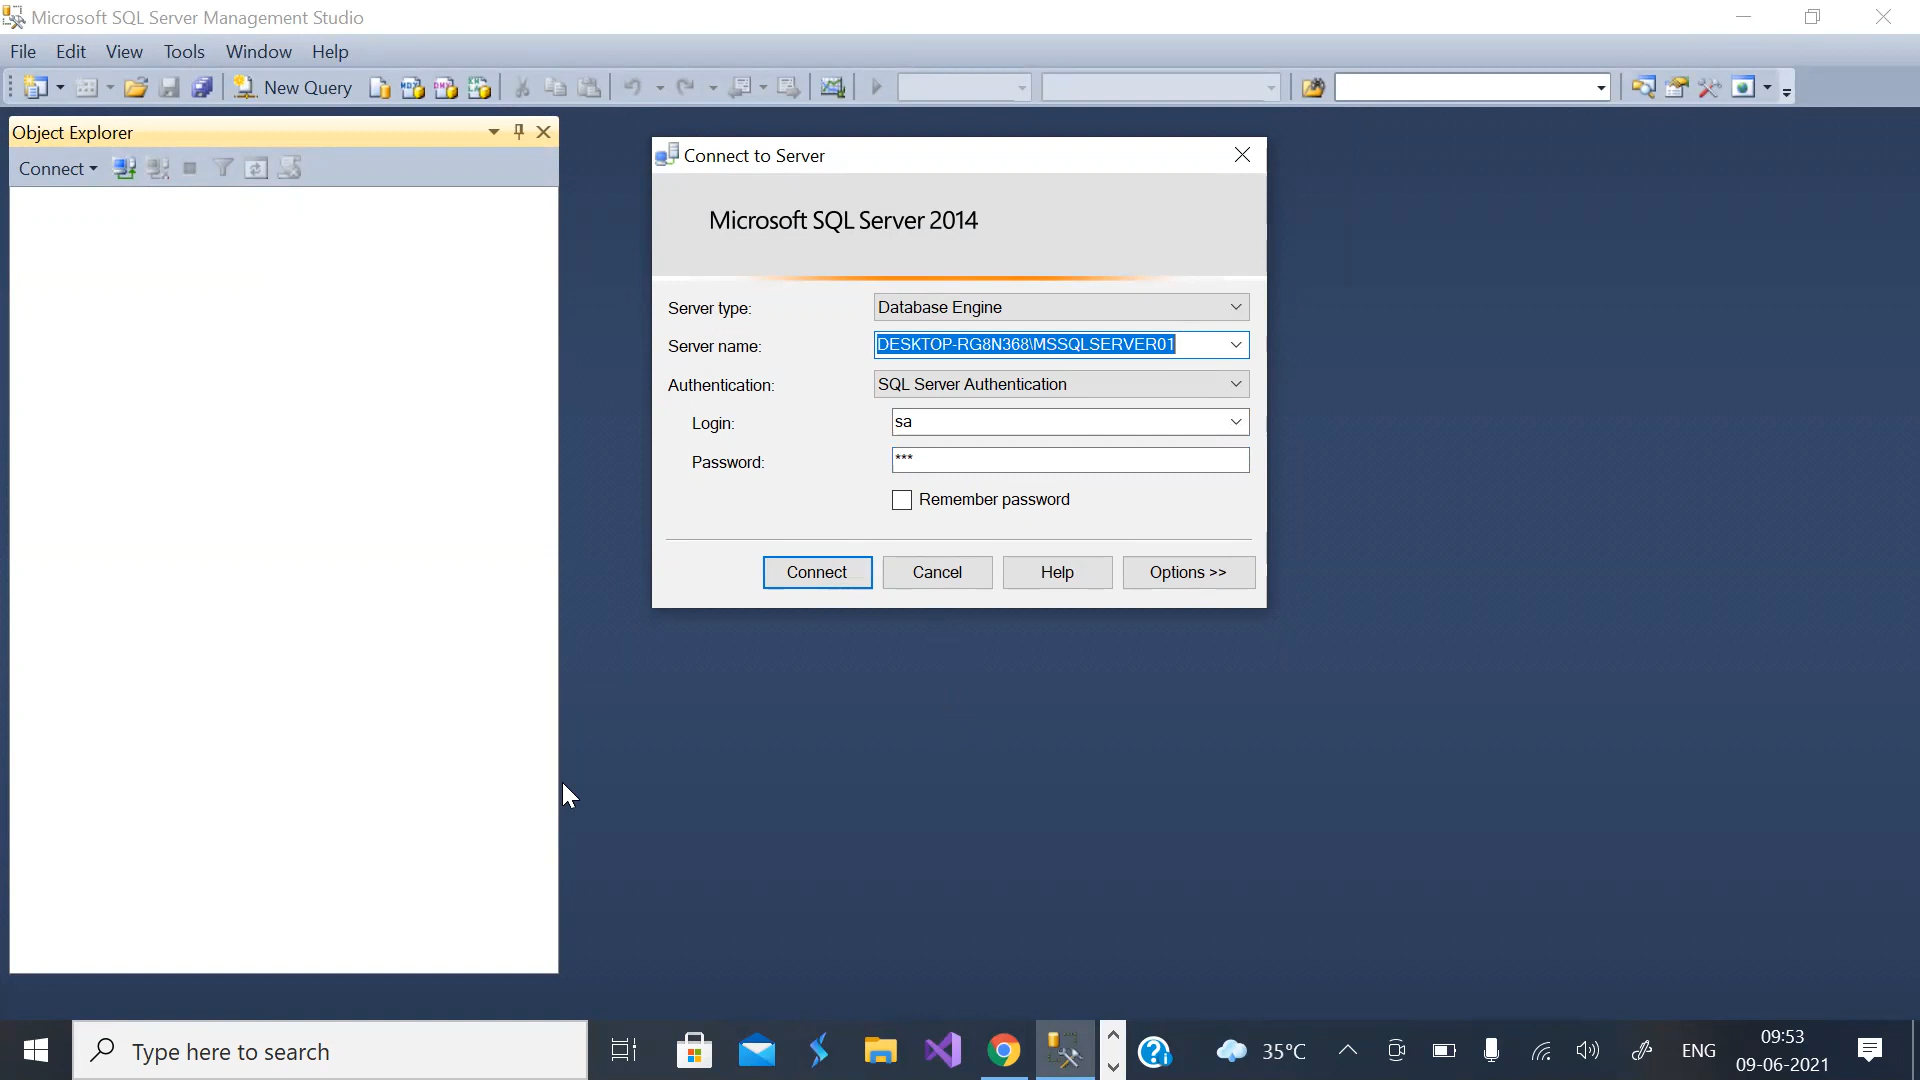 Microsoft SQL Server Management Studio
File Edit View Tools Window Help
New Query
Object Explorer
Connect
Connect to Server
Microsoft SQL Server 2014
Server type: Database Engine
Server name: DESKTOP-RG8N368\MSSQLSERVER01
Authentication: SQL Server Authentication
Login: sa
Password: ***
Remember password
Connect Cancel Help Options >>
Type here to search
35°C
ENG
09:53
09-06-2021